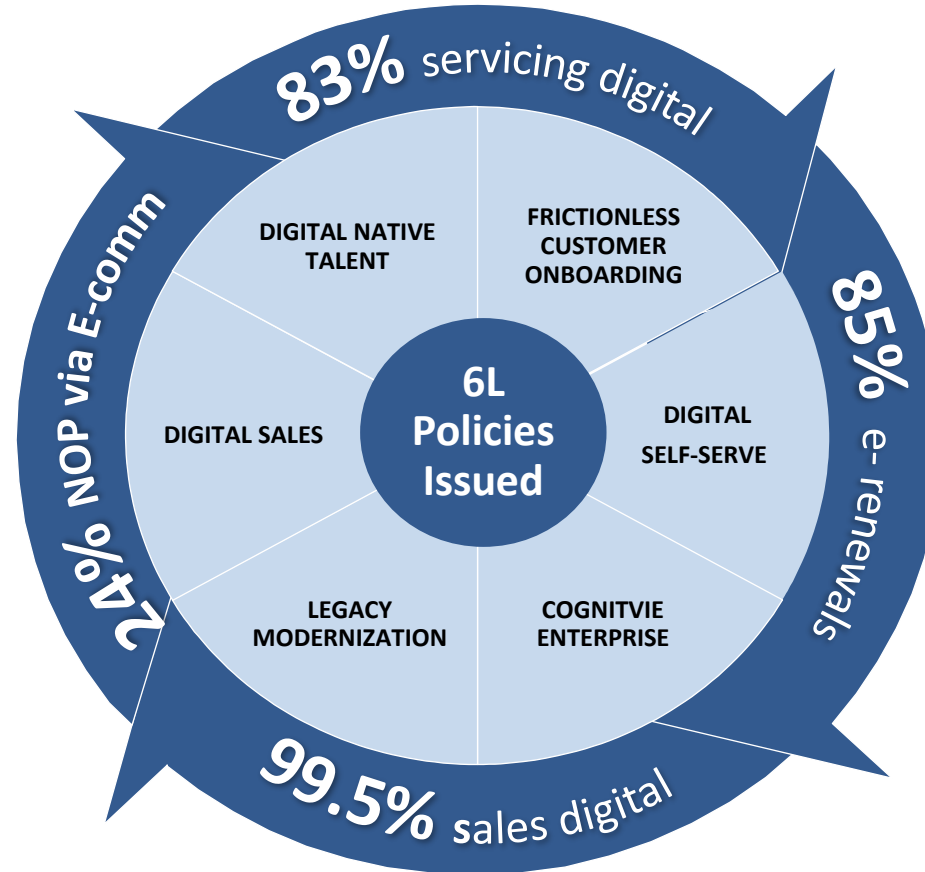 83% servicing digital
85% e- renewals
99.5% sales digital
24% NOP via E-comm
DIGITAL NATIVE
TALENT
FRICTIONLESS
CUSTOMER
ONBOARDING
DIGITAL SALES
6L
Policies
Issued
DIGITAL
SELF-SERVE
LEGACY
MODERNIZATION
COGNITVIE
ENTERPRISE